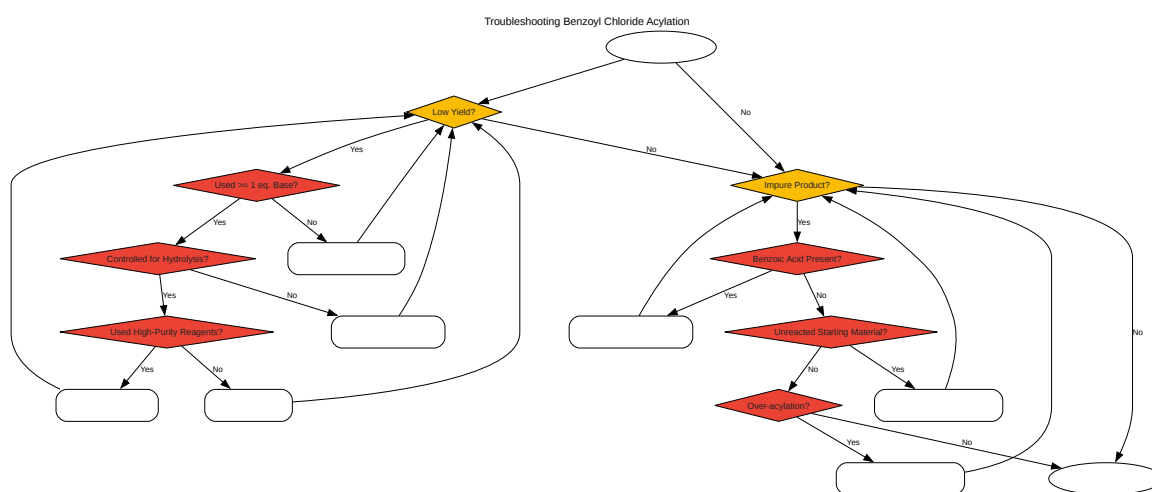 Troubleshooting Benzoyl Chloride Acylation
Low Yield?
No
Yes
No
Used >= 1 eq. Base?
Impure Product?
Yes
No
Yes
Controlled for Hydrolysis?
Benzoic Acid Present?
Yes
No
Yes
No
Used High-Purity Reagents?
Unreacted Starting Material?
No
Yes
No
No
Yes
Over-acylation?
Yes
No